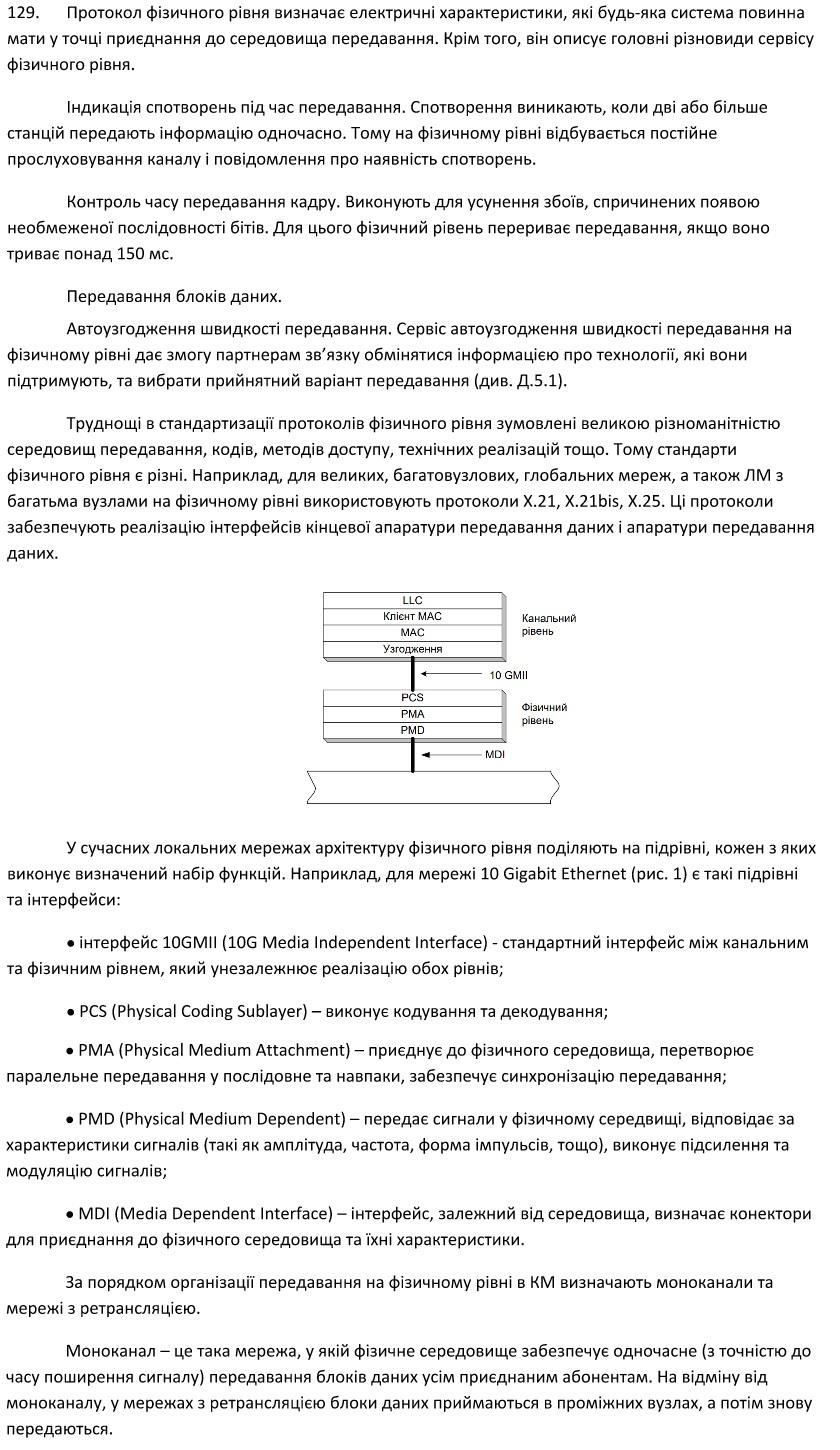 129. Протокол фізичного рівня визначає електричні характеристики, які будь-яка система повинна
мати у точці приєднання до середовища передавання. Крім того, він описує головні різновиди сервісу
фізичного рівня.
Індикація спотворень під час передавання. Спотворення виникають, коли дві або більше
станцій передають інформацію одночасно. Тому на фізичному рівні відбувається постійне
прослуховування каналу і повідомлення про наявність спотворень.
Контроль часу передавання кадру. Виконують для усунення збоїв, спричинених появою
необмеженої послідовності бітів. Для цього фізичний рівень перериває передавання, якщо воно
триває понад 150 мс.
Передавання блоків даних.
Автоузгодження швидкості передавання. Сервіс автоузгодження швидкості передавання на
фізичному рівні дає змогу партнерам зв’язку обмінятися інформацією про технології, які вони
підтримують, та вибрати прийнятний варіант передавання (див. Д.5.1).
Труднощі в стандартизації протоколів фізичного рівня зумовлені великою різноманітністю
середовищ передавання, кодів, методів доступу, технічних реалізацій тощо. Тому стандарти
фізичного рівня є різні. Наприклад, для великих, багатовузлових, глобальних мереж, а також ЛМ з
багатьма вузлами на фізичному рівні використовують протоколи X.21, X.21bis, X.25. Ці протоколи
забезпечують реалізацію інтерфейсів кінцевої апаратури передавання даних і апаратури передавання
даних.
LLC
Клієнт MAC
MAC
Узгодження
Канальний
рівень
10 GMII
PCS
PMA
PMD
Фізичний
рівень
MDI
У сучасних локальних мережах архітектуру фізичного рівня поділяють на підрівні, кожен з яких
виконує визначений набір функцій. Наприклад, для мережі 10 Gigabit Ethernet (рис. 1) є такі підрівні
та інтерфейси:
• інтерфейс 10GMII (10G Media Independent Interface) - стандартний інтерфейс між канальним
та фізичним рівнем, який унезалежнює реалізацію обох рівнів;
• PCS (Physical Coding Sublayer) – виконує кодування та декодування;
• PMA (Physical Medium Attachment) – приєднує до фізичного середовища, перетворює
паралельне передавання у послідовне та навпаки, забезпечує синхронізацію передавання;
• PMD (Physical Medium Dependent) – передає сигнали у фізичному середвищі, відповідає за
характеристики сигналів (такі як амплітуда, частота, форма імпульсів, тощо), виконує підсилення та
модуляцію сигналів;
• MDI (Media Dependent Interface) – інтерфейс, залежний від середовища, визначає конектори
для приєднання до фізичного середовища та їхні характеристики.
За порядком організації передавання на фізичному рівні в КМ визначають моноканали та
мережі з ретрансляцією.
Моноканал – це така мережа, у якій фізичне середовище забезпечує одночасне (з точністю до
часу поширення сигналу) передавання блоків даних усім приєднаним абонентам. На відміну від
моноканалу, у мережах з ретрансляцією блоки даних приймаються в проміжних вузлах, а потім знову
передаються.